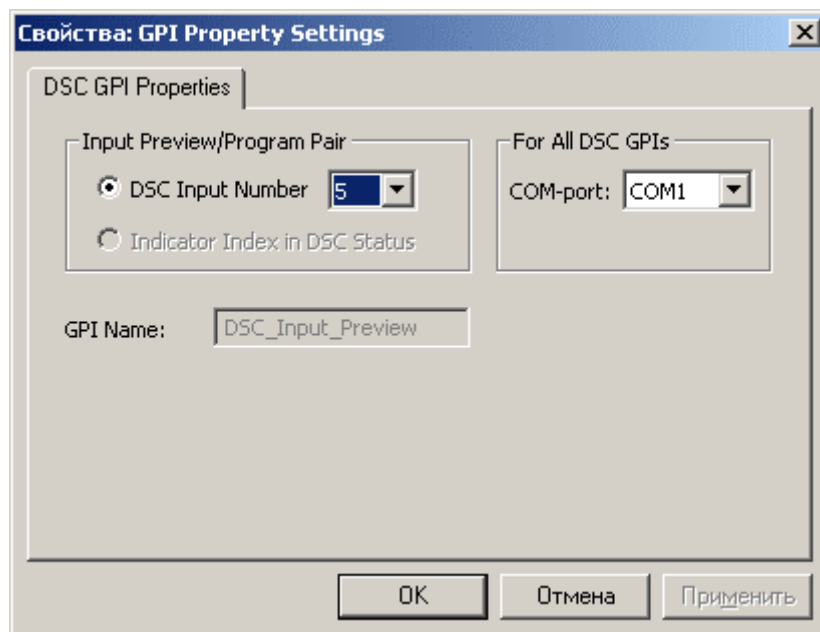 Свойства: GPI Property Settings
DSC GPI Properties
Input Preview/Program Pair
For All DSC GPIs
DSC Input Number 5
COM-port: COM1
Indicator Index in DSC Status
GPI Name: DSC_Input_Preview
OK Отмена Применить